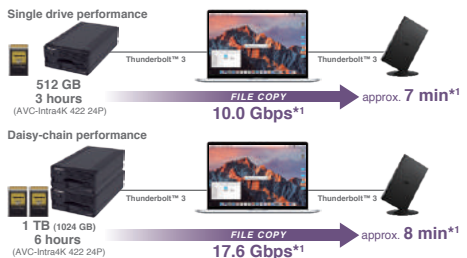 Single drive performance
Thunderbolt™ 3
Thunderbolt™ 3
512 GB
3 hours
(AVC-Intra4K 422 24P)
FILE COPY
10.0 Gbps*1
approx. 7 min*1
Daisy-chain performance
Thunderbolt™ 3
Thunderbolt™ 3
1 TB (1024 GB)
6 hours
(AVC-Intra4K 422 24P)
FILE COPY
17.6 Gbps*1
approx. 8 min*1